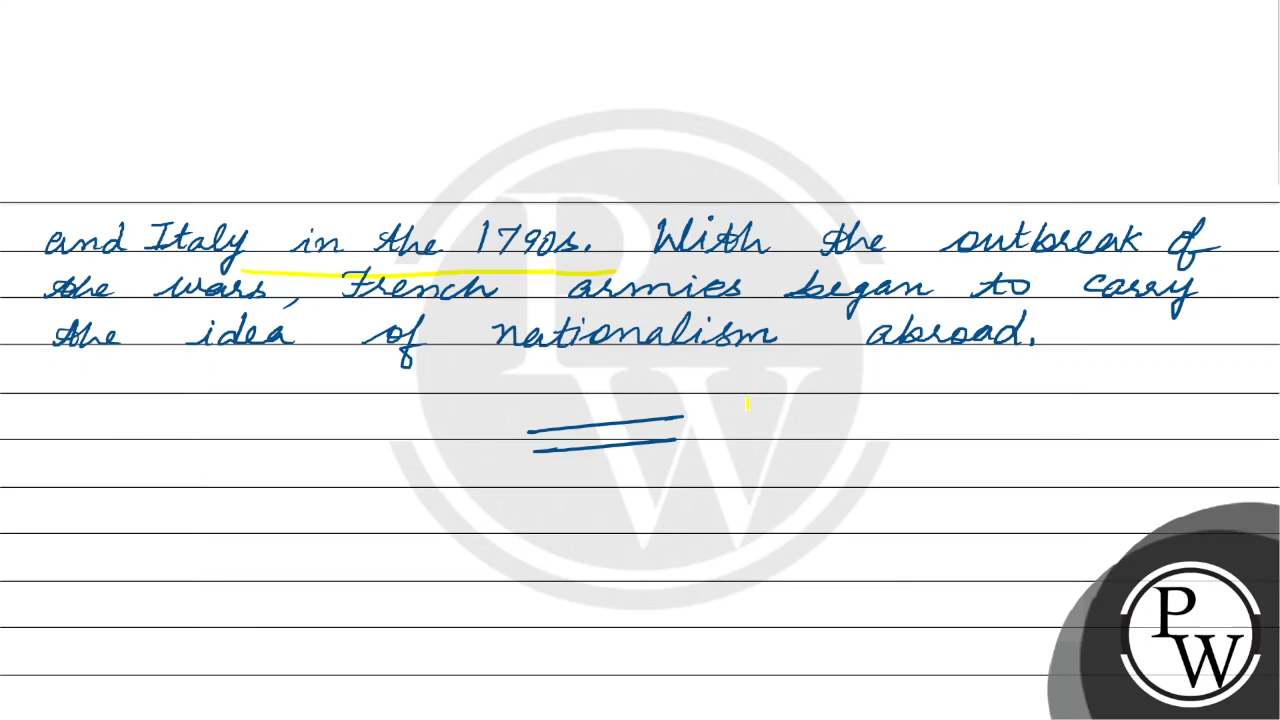 and Italy in the 1790s. With the outbreak of
the wars, French armies began to carry
the idea of nationalism abroad.
P
W
P
W